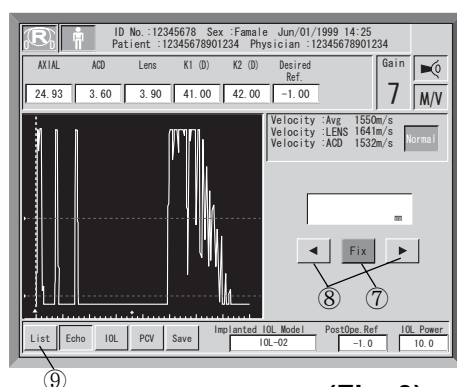 ID No.:12345678 Sex :Famale Jun/01/1999 14:25
Patient :12345678901234 Physician :12345678901234
AXIAL ACD Lens K1 (D) K2 (D) Desired Ref. Gain
24.93 3.60 3.90 41.00 42.00 -1.00 7 M/V
Velocity :Avg 1550m/s
Velocity :LENS 1641m/s
Velocity :ACD 1532m/s
Normal
mm
◄ Fix ►
⑧ ⑦
List Echo IOL PCV Save
Implanted IOL Model PostOpe.Ref IOL Power
IOL-02 -1.0 10.0
⑨